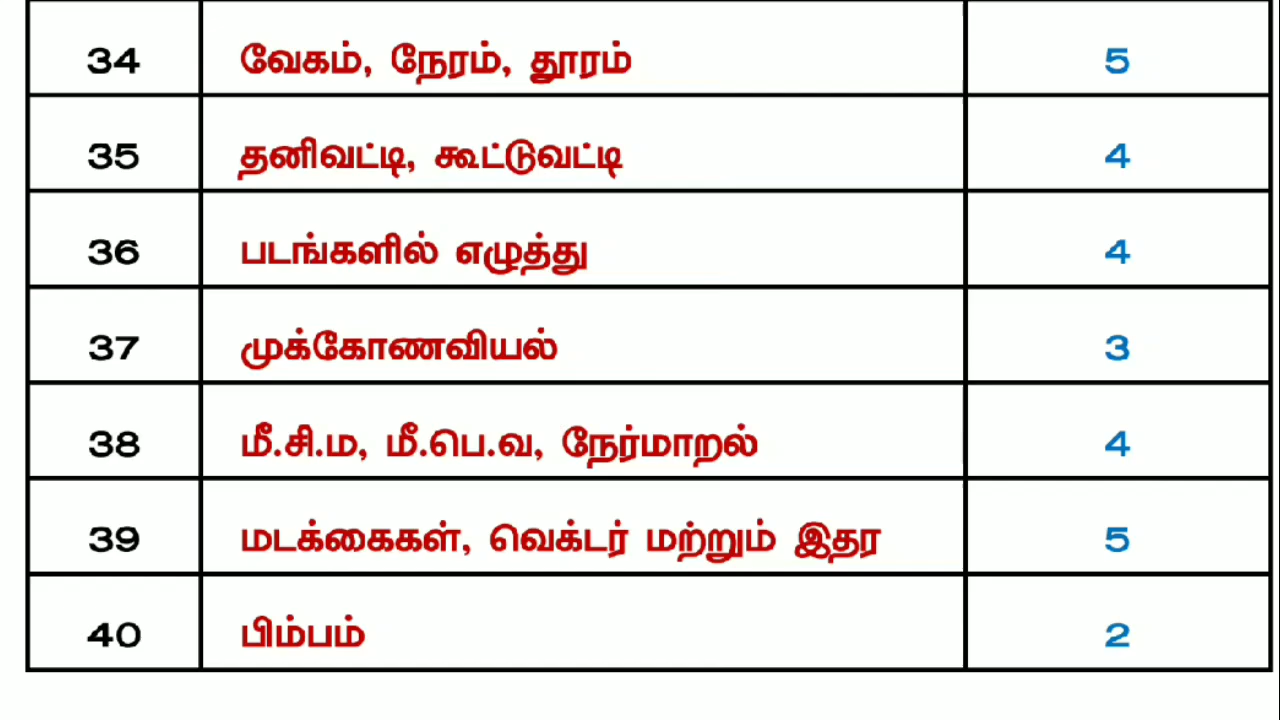 34 வேகம், நேரம், தூரம் 5
35 தனிவட்டி, கூட்டுவட்டி 4
36 படங்களில் எழுத்து 4
37 முக்கோணவியல் 3
38 மீ.சி.ம, மீ.பெ.வ, நேர்மாறல் 4
39 மடக்கைகள், வெக்டர் மற்றும் இதர 5
40 பிம்பம் 2